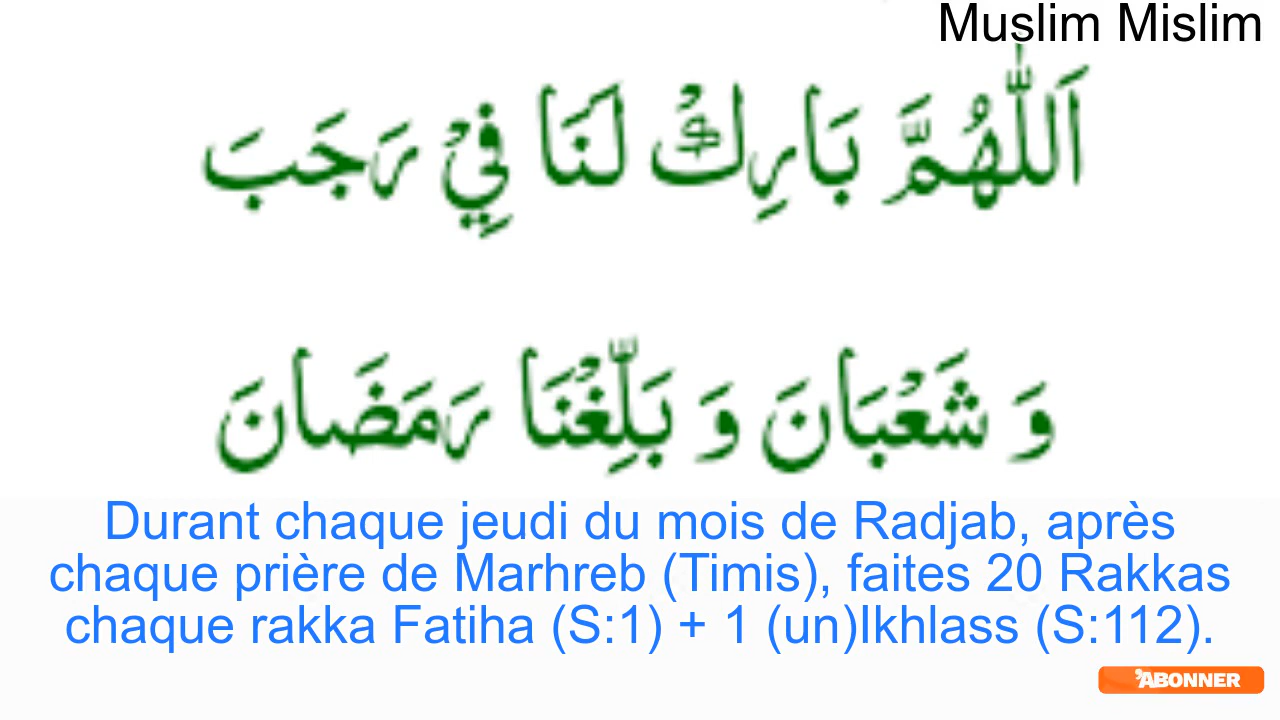 Muslim Mislim
اَللّٰهُمَّ بَارِكْ لَنَا فِيْ رَجَبَ
وَ شَعْبَانَ وَ بَلِّغْنَا رَمَضَانَ
Durant chaque jeudi du mois de Radjab, après
chaque prière de Marhreb (Timis), faites 20 Rakkas
chaque rakka Fatiha (S:1) + 1 (un)Ikhlass (S:112).
S'ABONNER